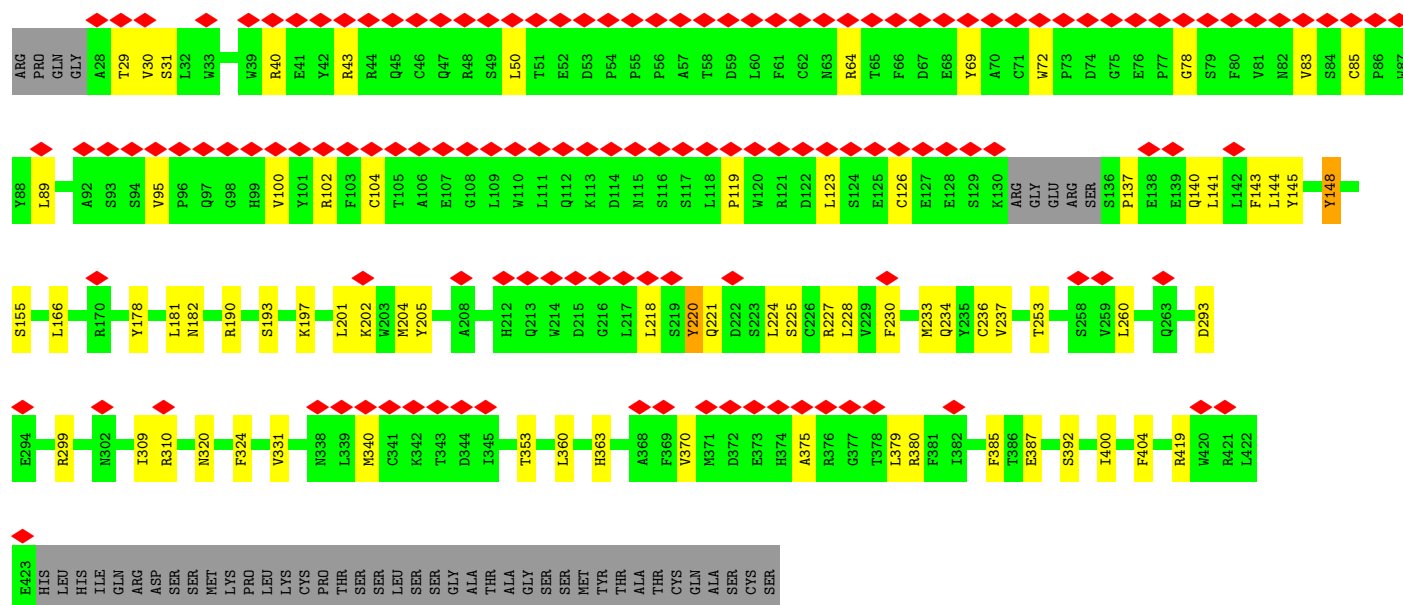 ARG PRO GLN GLY A28 T29 V30 S31 L32 W33 W39 R40 E41 Y42 R43 R44 Q45 C46 Q47 R48 S49 L50 T51 E52 D53 P54 P55 P56 A57 T58 D59 L60 F61 C62 N63 R64 T65 F66 D67 E68 Y69 A70 C71 W72 P73 D74 G75 E76 P77 G78 S79 F80 V81 N82 V83 S84 C85 P86 W87
Y88 L89 A92 S93 S94 V95 P96 Q97 G98 H99 V100 Y101 R102 F103 C104 T105 A106 E107 G108 L109 W110 L111 Q112 K113 D114 N115 S116 S117 L118 P119 W120 R121 D122 L123 S124 E125 C126 E127 E128 S129 K130 ARG GLY GLU ARG SER S136 P137 E138 E139 Q140 L141 L142 F143 L144 Y145 Y148
S155 L166 R170 Y178 L181 N182 R190 S193 K197 L201 K202 W203 M204 Y205 A208 H212 Q213 W214 D215 G216 L217 L218 S219 Y220 Q221 D222 S223 L224 S225 C226 R227 L228 V229 F230 M233 Q234 Y235 C236 V237 T253 S258 V259 L260 Q263 D293
E294 R299 N302 I309 R310 N320 F324 V331 N338 L339 M340 C341 K342 T343 D344 I345 T353 L360 H363 A368 F369 V370 M371 D372 E373 H374 A375 R376 G377 T378 L379 R380 F381 I382 F385 T386 E387 S392 I400 F404 R419 W420 R421 L422
E423 HIS LEU HIS ILE GLN ARG ASP SER SER MET LYS PRO LEU LYS CYS PRO THR SER SER LEU SER SER GLY ALA THR ALA GLY SER SER MET TYR THR ALA THR CYS GLN ALA SER CYS SER